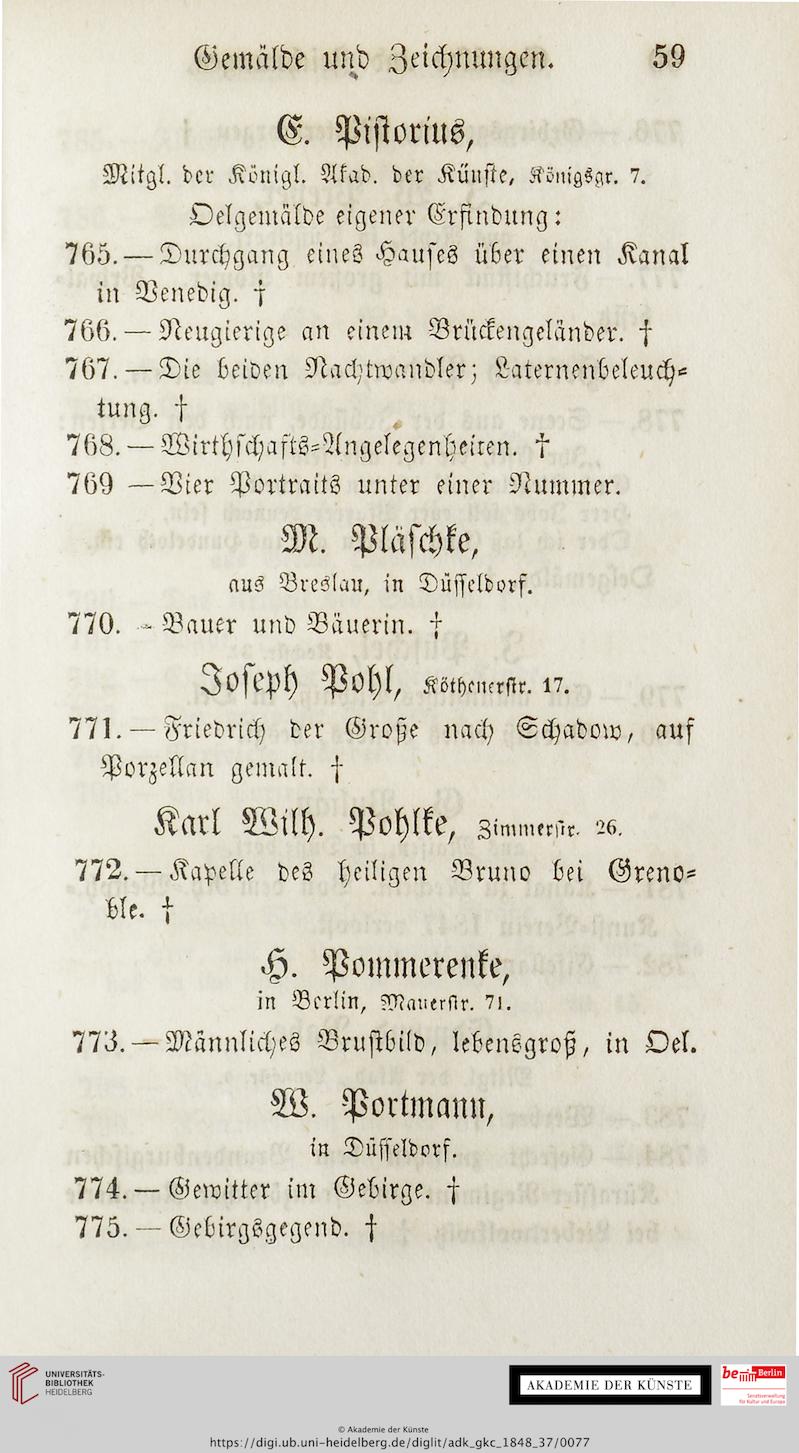 Gemälde und Zeichnungen. 59
E. Pistorius,
Mitgl. der Königl. Akad. der Künste, Königsgr. 7.
Oelgemälde eigener Erfindung:
765. — Durchgang eines Hauses über einen Kanal
in Venedig. †
766. — Neugierige an einem Brückengeländer. †
767. — Die beiden Nachtwandler; Laternenbeleuch-
tung. †
768. — Wirthschafts-Angelegenheiten. †
769 — Vier Portraits unter einer Nummer.
M. Pläschke,
aus Breslau, in Düsseldorf.
770. - Bauer und Bäuerin. †
Joseph Pohl, Köthenerstr. 17.
771. — Friedrich der Große nach Schadow, auf
Porzellan gemalt. †
Karl Wilh. Pohlke, Zimmerstr. 26.
772. — Kapelle des heiligen Bruno bei Greno-
ble. †
H. Pommerenke,
in Berlin, Mauerstr. 71.
773. — Männliches Brustbild, lebensgroß, in Oel.
W. Portmann,
in Düsseldorf.
774. — Gewitter im Gebirge. †
775. — Gebirgsgegend. †
UNIVERSITÄTS-
BIBLIOTHEK
HEIDELBERG
AKADEMIE DER KÜNSTE
be Berlin
Senatsverwaltung
für Kultur und Europa
© Akademie der Künste
https://digi.ub.uni-heidelberg.de/diglit/adk_gkc_1848_37/0077